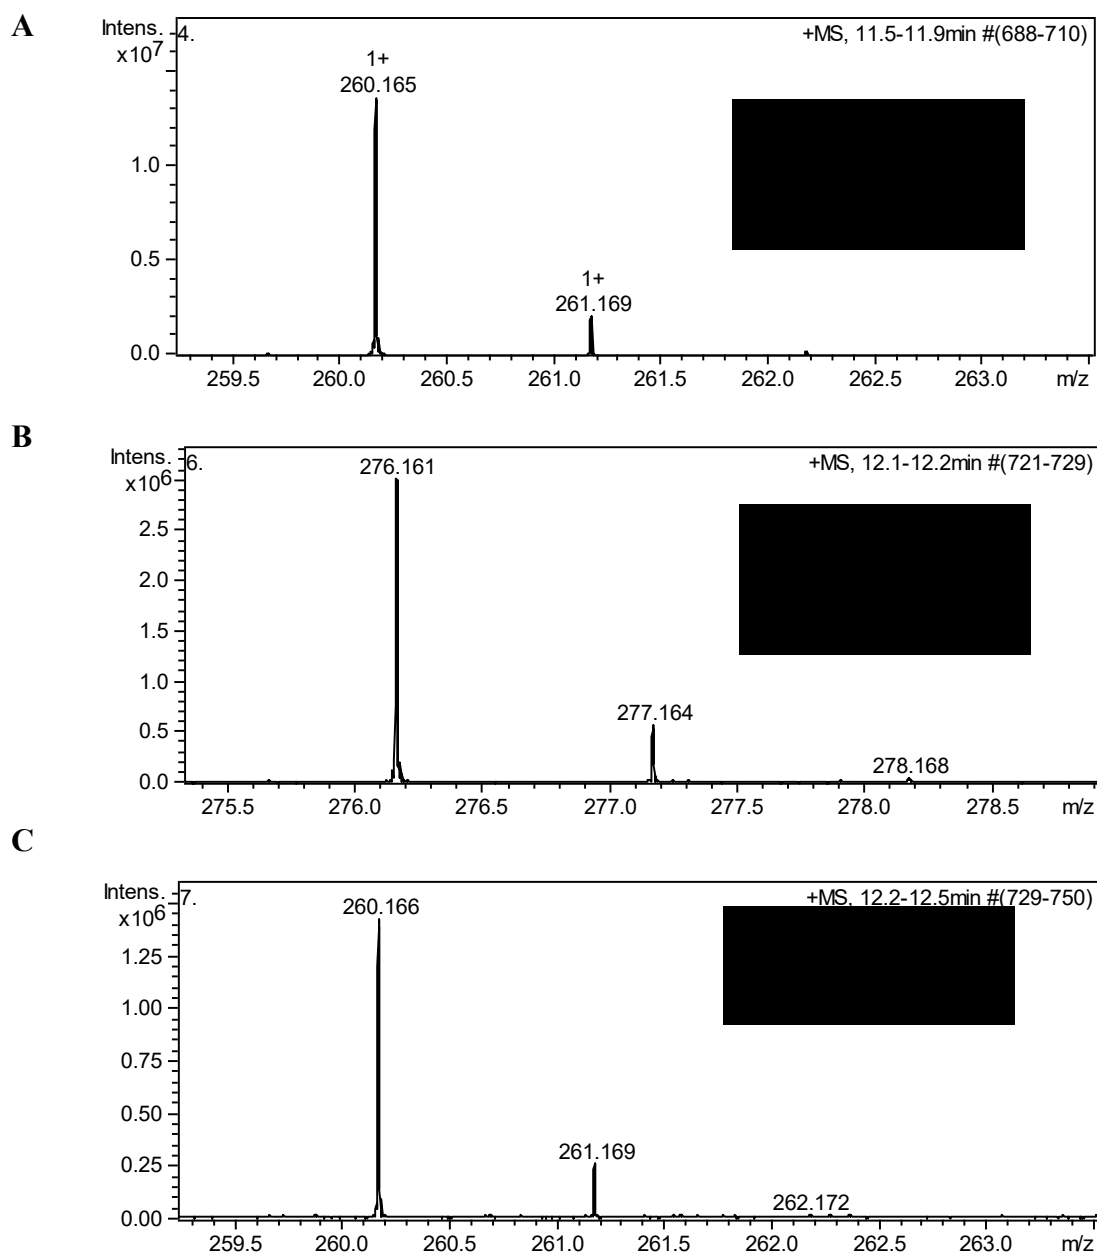 A
Intens. 4. +MS, 11.5-11.9min #(688-710)
x10^7
1+
260.165
1.0
0.5
1+
261.169
0.0
259.5 260.0 260.5 261.0 261.5 262.0 262.5 263.0 m/z
B
Intens. 6. 276.161 +MS, 12.1-12.2min #(721-729)
x10^6
2.5
2.0
1.5
1.0
277.164
0.5
278.168
0.0
275.5 276.0 276.5 277.0 277.5 278.0 278.5 m/z
C
Intens. 7. +MS, 12.2-12.5min #(729-750)
x10^6 260.166
1.25
1.00
0.75
0.50
0.25 261.169
262.172
0.00
259.5 260.0 260.5 261.0 261.5 262.0 262.5 263.0 m/z